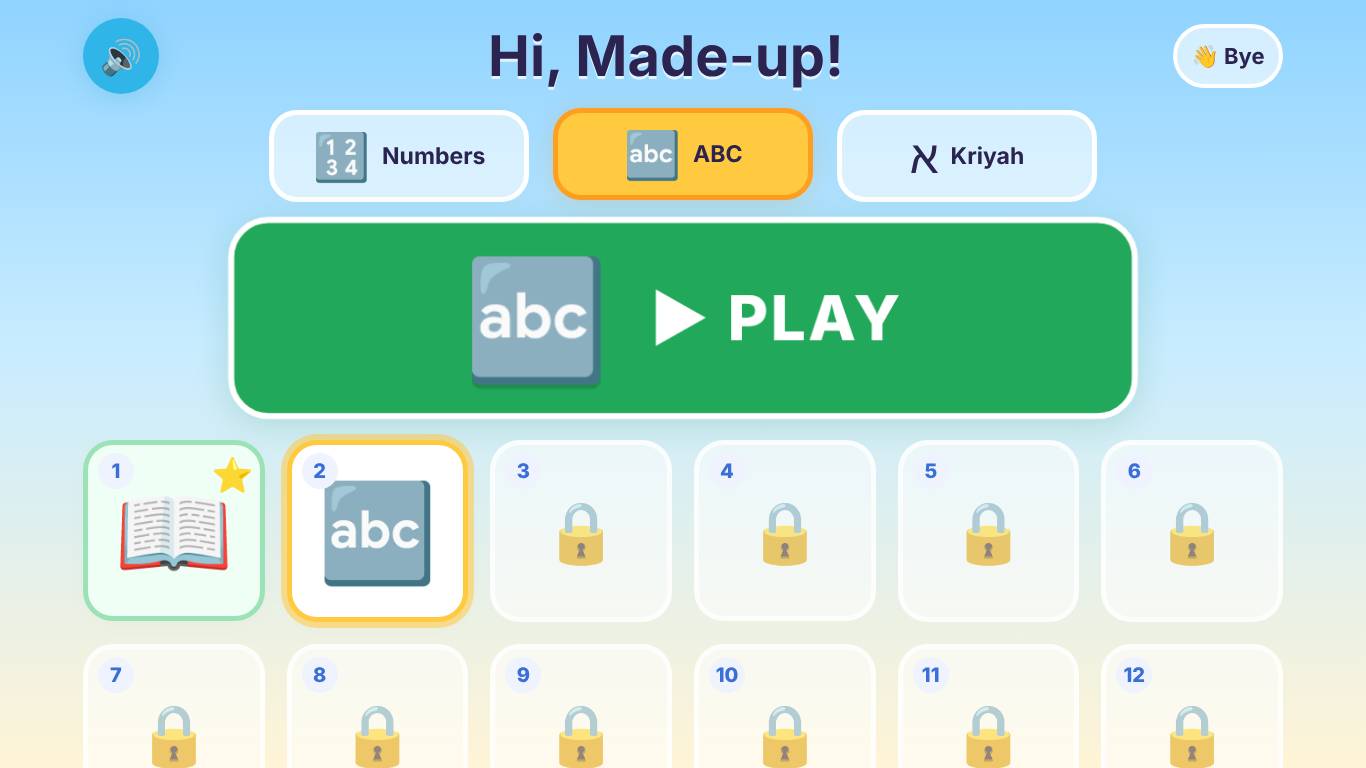 Hi, Made-up!
👋 Bye
🔢 Numbers
🔤 ABC
א Kriyah
abc ▶ PLAY
1
2
abc
3
4
5
6
7
8
9
10
11
12